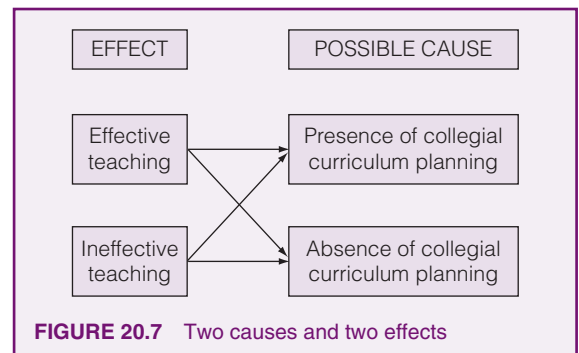 EFFECT
POSSIBLE CAUSE
Effective
teaching
Presence of collegial
curriculum planning
Ineffective
teaching
Absence of collegial
curriculum planning
FIGURE 20.7 Two causes and two effects